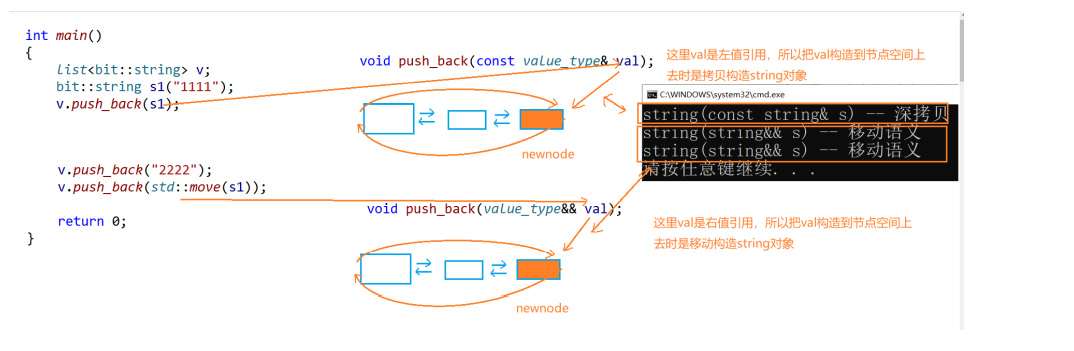 int main()
{
list<bit::string> v;
bit::string s1("1111");
v.push_back(s1);
v.push_back("2222");
v.push_back(std::move(s1));
return 0;
}
void push_back(const value_type& val);
newnode
这里val是左值引用，所以把val构造到节点空间上
去时是拷贝构造string对象
C:\WINDOWS\system32\cmd.exe
string(const string& s) -- 深拷贝
string(string&& s) -- 移动语义
string(string&& s) -- 移动语义
请按任意键继续. . .
void push_back(value_type&& val);
newnode
这里val是右值引用，所以把val构造到节点空间上
去时是移动构造string对象